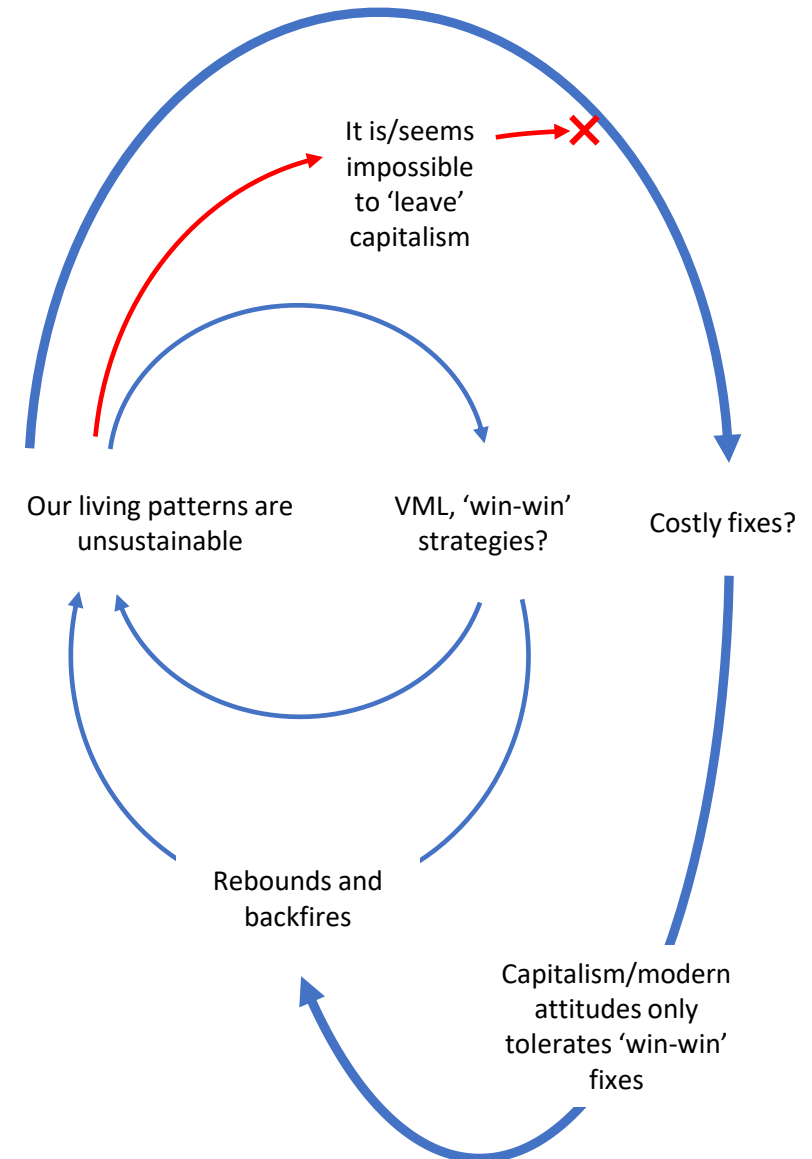 It is/seems
impossible
to ‘leave’
capitalism
Our living patterns are
unsustainable
VML, ‘win-win’
strategies?
Costly fixes?
Rebounds and
backfires
Capitalism/modern
attitudes only
tolerates ‘win-win’
fixes